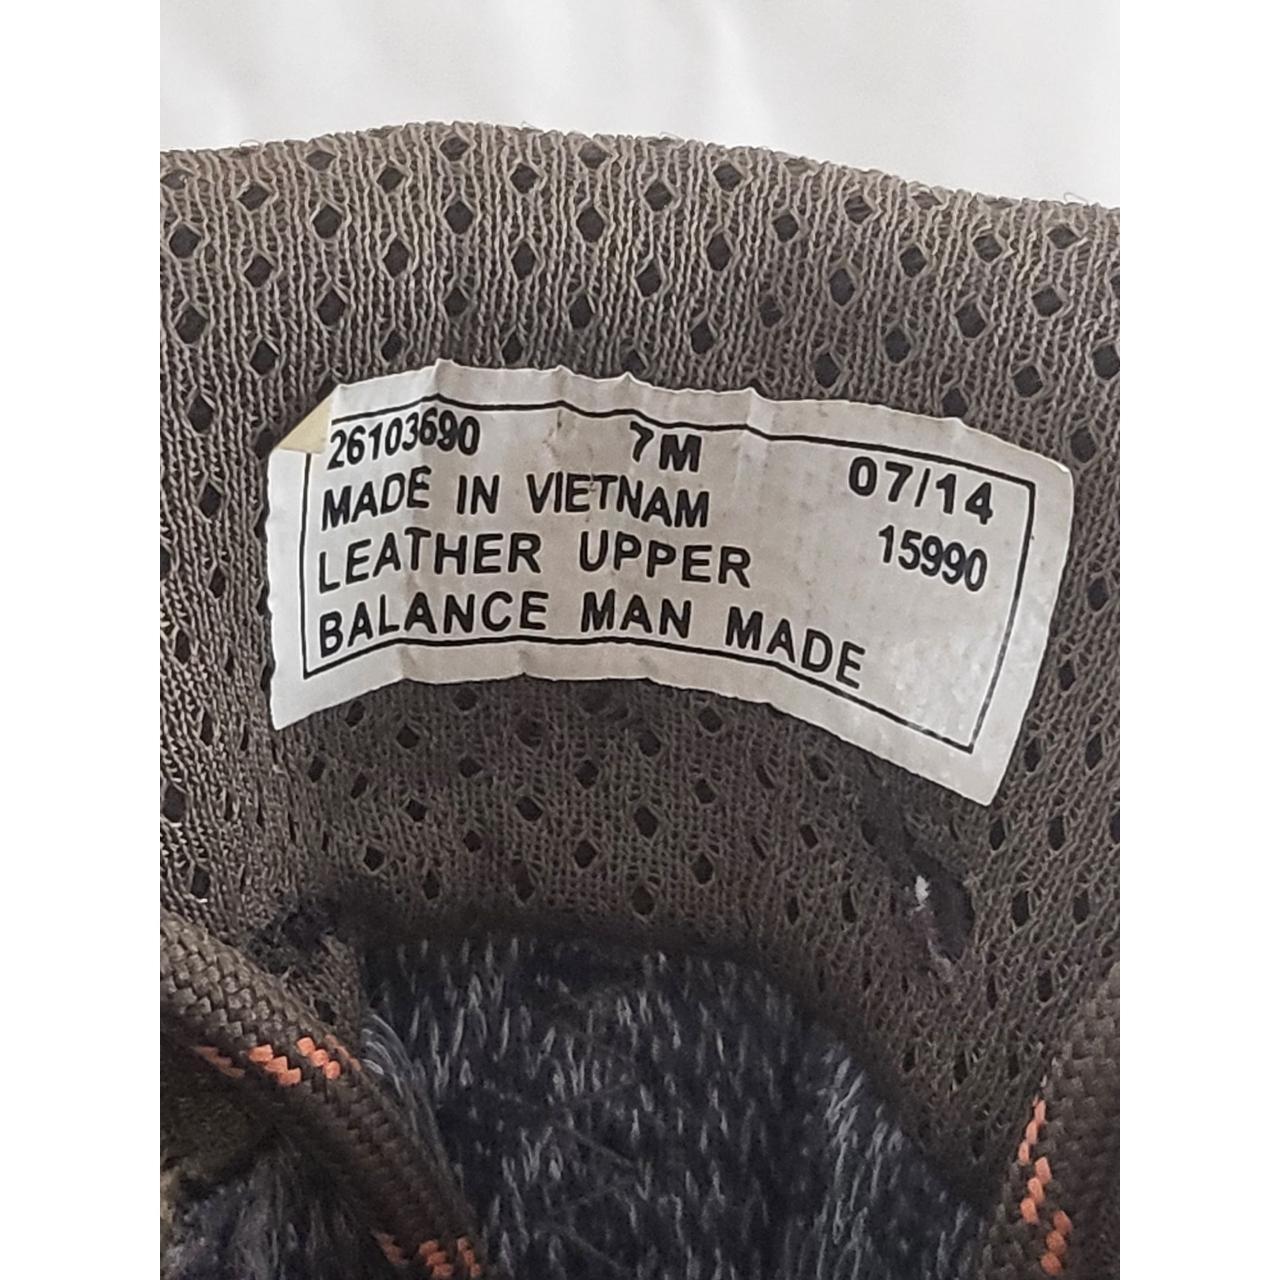 26103690 7M 07/14
MADE IN VIETNAM 15990
LEATHER UPPER
BALANCE MAN MADE